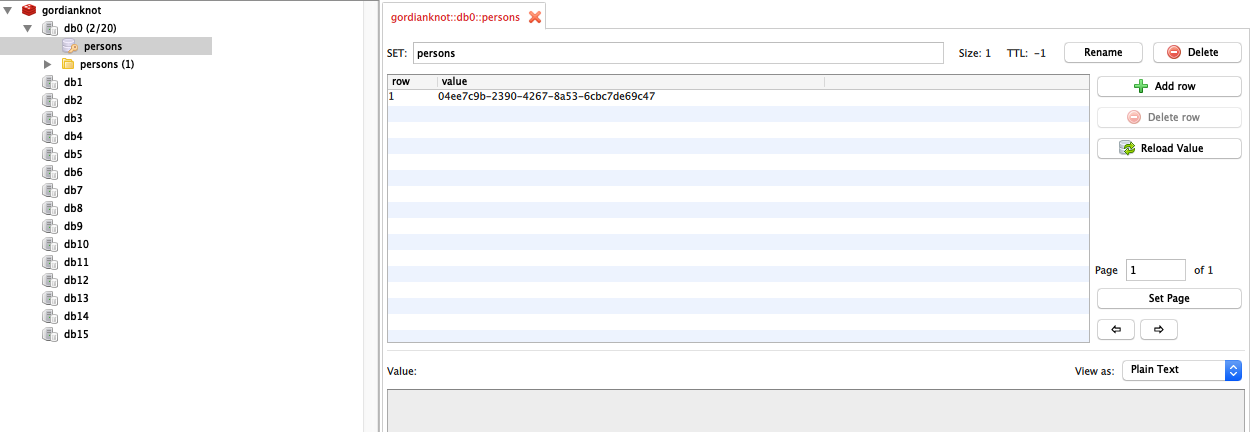 gordianknot
db0 (2/20)
persons
persons (1)
db1
db2
db3
db4
db5
db6
db7
db8
db9
db10
db11
db12
db13
db14
db15
gordianknot::db0::persons
SET: persons Size: 1 TTL: -1 Rename Delete
row value
1 04ee7c9b-2390-4267-8a53-6cbc7de69c47
Add row
Delete row
Reload Value
Page 1 of 1
Set Page
Value: View as: Plain Text